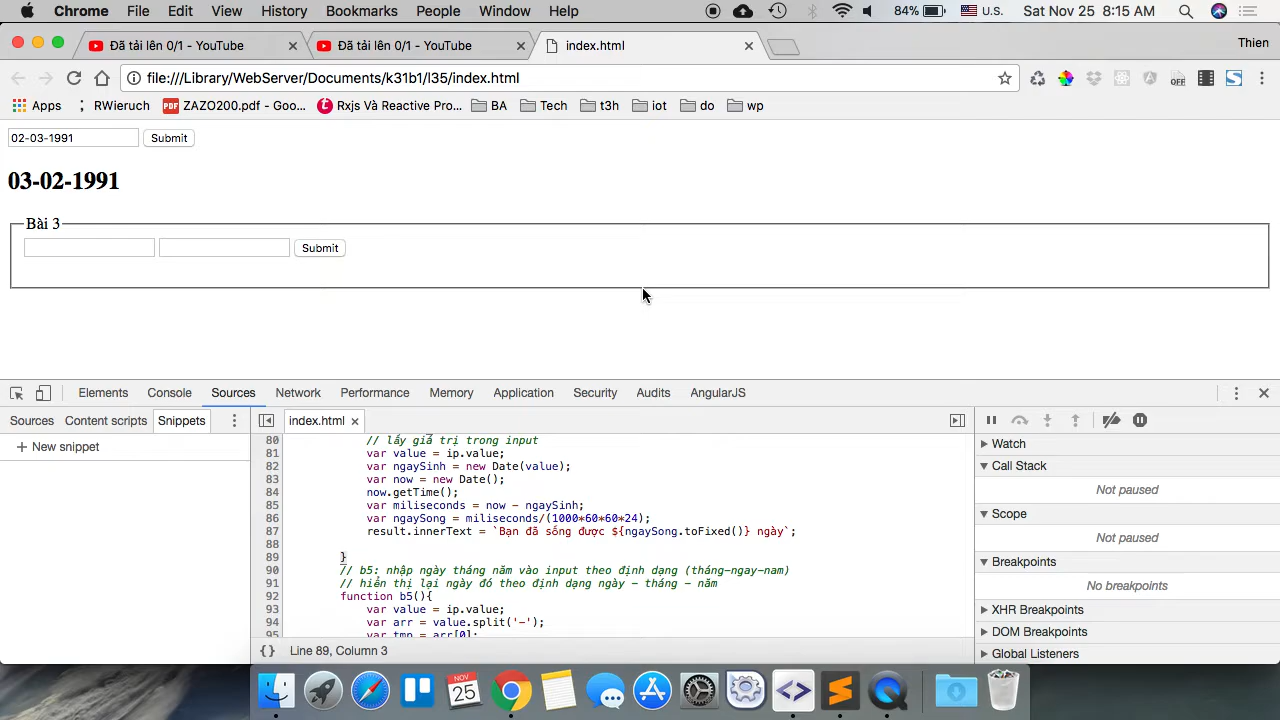 Chrome File Edit View History Bookmarks People Window Help 84% U.S. Sat Nov 25 8:15 AM
Đã tải lên 0/1 - YouTube Đã tải lên 0/1 - YouTube index.html Thien
file:///Library/WebServer/Documents/k31b1/l35/index.html
Apps RWieruch ZAZO200.pdf - Goo... Rxjs Và Reactive Pro... BA Tech t3h iot do wp
02-03-1991 Submit
03-02-1991
Bài 3
Submit
Elements Console Sources Network Performance Memory Application Security Audits AngularJS
Sources Content scripts Snippets index.html
New snippet
80 // lấy giá trị trong input
81 var value = ip.value;
82 var ngaySinh = new Date(value);
83 var now = new Date();
84 now.getTime();
85 var miliseconds = now - ngaySinh;
86 var ngaySong = miliseconds/(1000*60*60*24);
87 result.innerText = `Bạn đã sống được ${ngaySong.toFixed()} ngày`;
88
89 }
90 // b5: nhập ngày tháng năm vào input theo định dạng (tháng-ngay-nam)
91 // hiển thị lại ngày đó theo định dạng ngày - tháng - năm
92 function b5(){
93 var value = ip.value;
94 var arr = value.split('-');
95 var tmp = arr[0];
{} Line 89, Column 3
Watch
Call Stack
Not paused
Scope
Not paused
Breakpoints
No breakpoints
XHR Breakpoints
DOM Breakpoints
Global Listeners
NOV
25